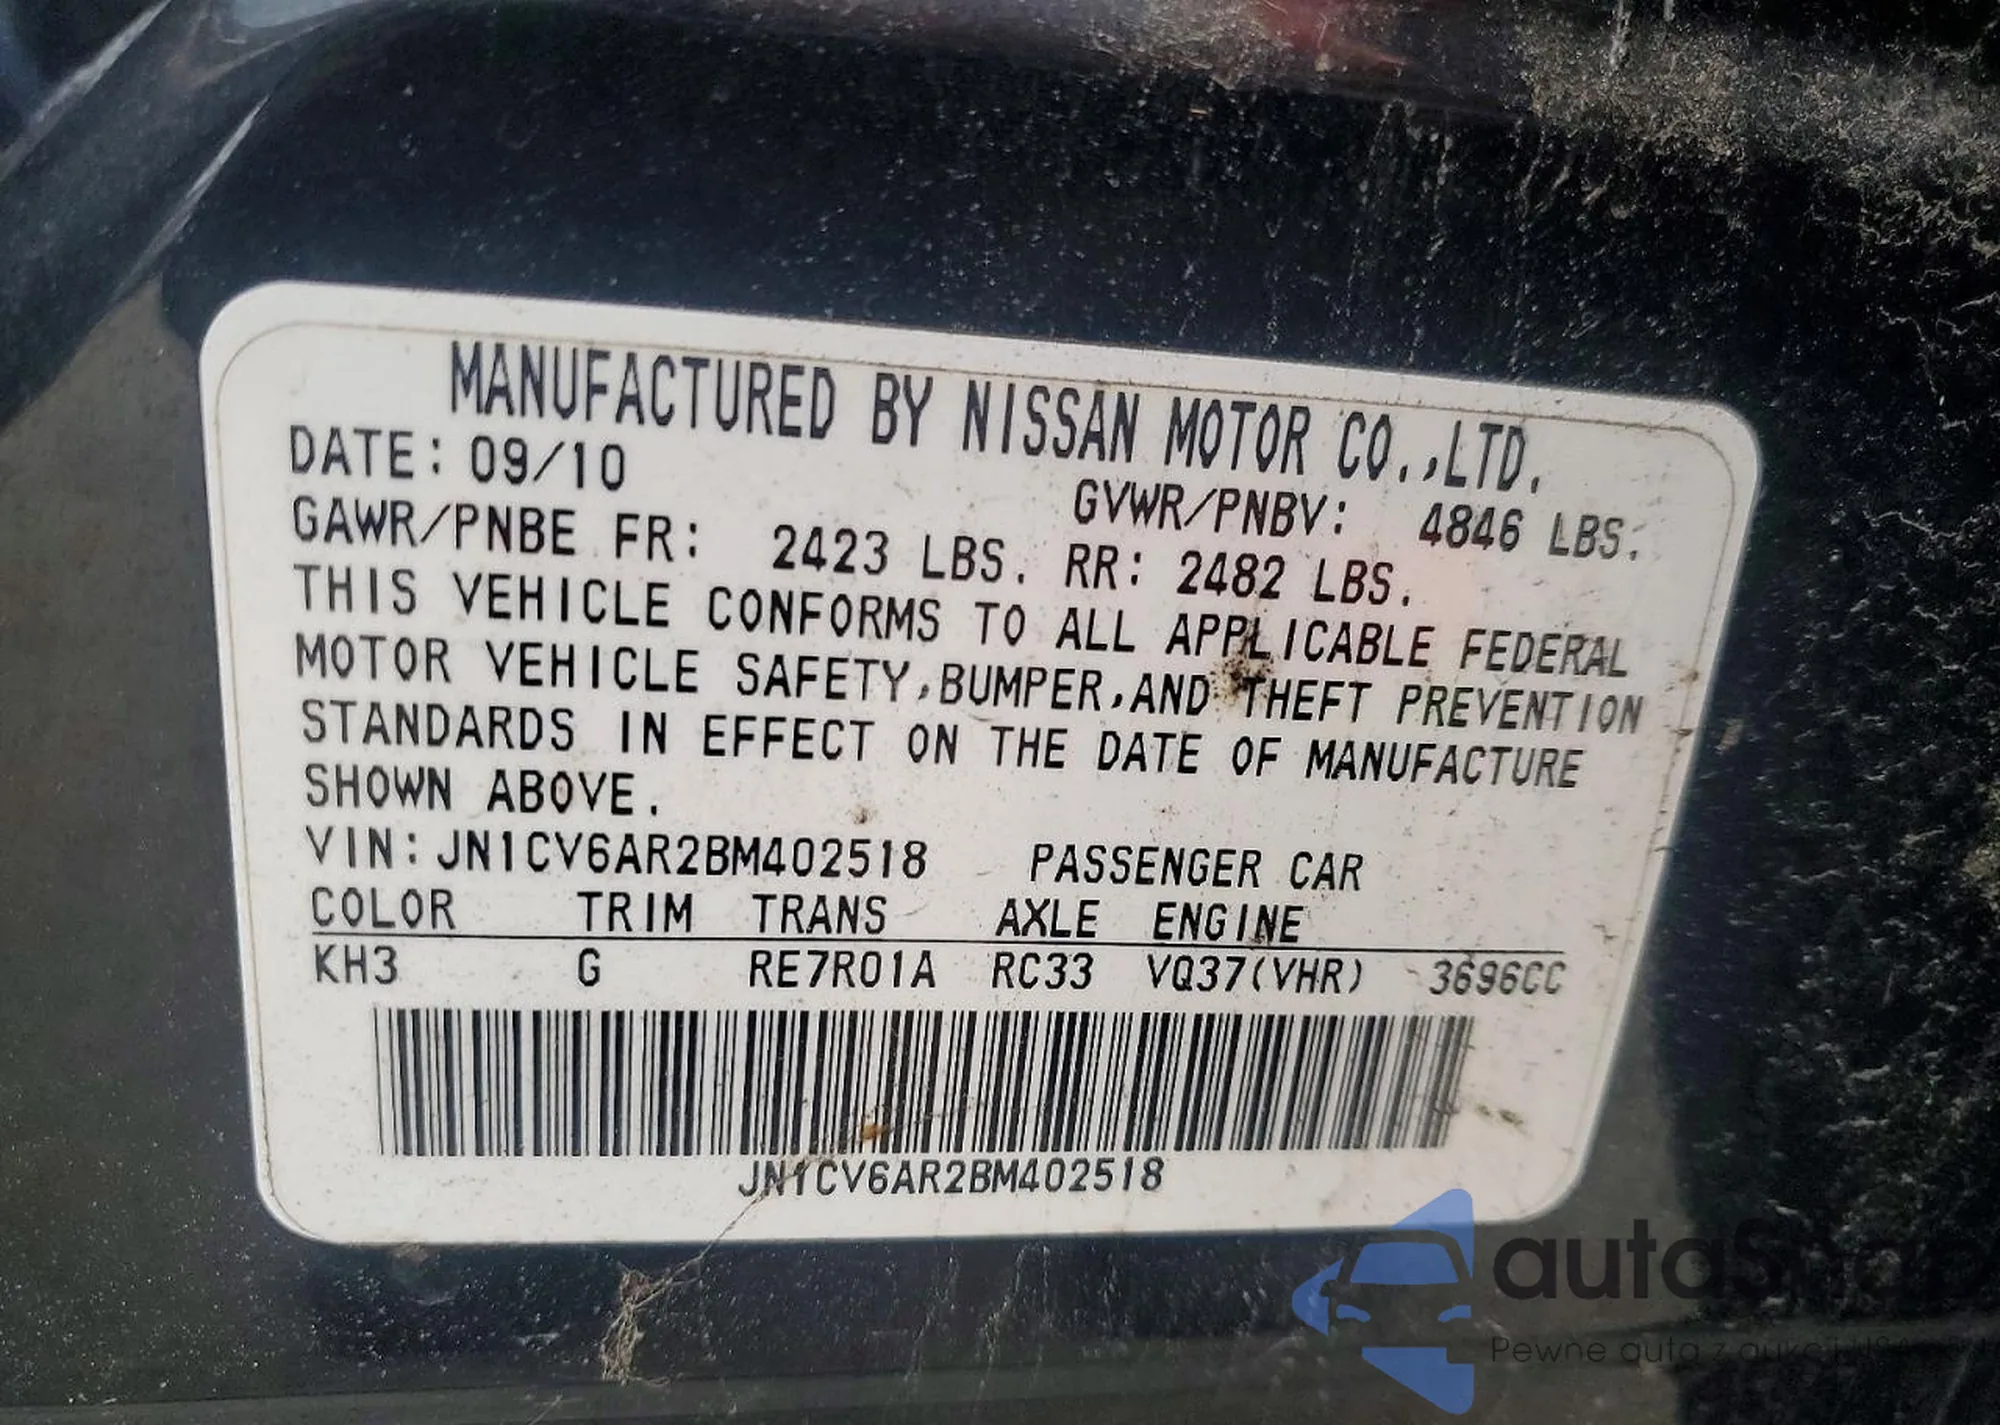 MANUFACTURED BY NISSAN MOTOR CO.,LTD.
DATE: 09/10 GVWR/PNBV: 4846 LBS.
GAWR/PNBE FR: 2423 LBS. RR: 2482 LBS.
THIS VEHICLE CONFORMS TO ALL APPLICABLE FEDERAL
MOTOR VEHICLE SAFETY,BUMPER,AND THEFT PREVENTION
STANDARDS IN EFFECT ON THE DATE OF MANUFACTURE
SHOWN ABOVE.
VIN:JN1CV6AR2BM402518 PASSENGER CAR
COLOR TRIM TRANS AXLE ENGINE
KH3 G RE7R01A RC33 VQ37(VHR) 3696CC
JN1CV6AR2BM402518
autaSnap
Pewne auta z aukcji